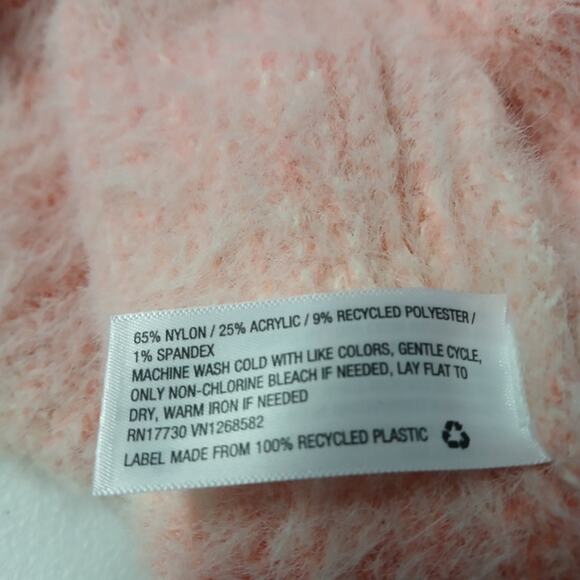 65% NYLON / 25% ACRYLIC / 9% RECYCLED POLYESTER /
1% SPANDEX
MACHINE WASH COLD WITH LIKE COLORS, GENTLE CYCLE,
ONLY NON-CHLORINE BLEACH IF NEEDED, LAY FLAT TO
DRY, WARM IRON IF NEEDED
RN17730 VN1268582
LABEL MADE FROM 100% RECYCLED PLASTIC